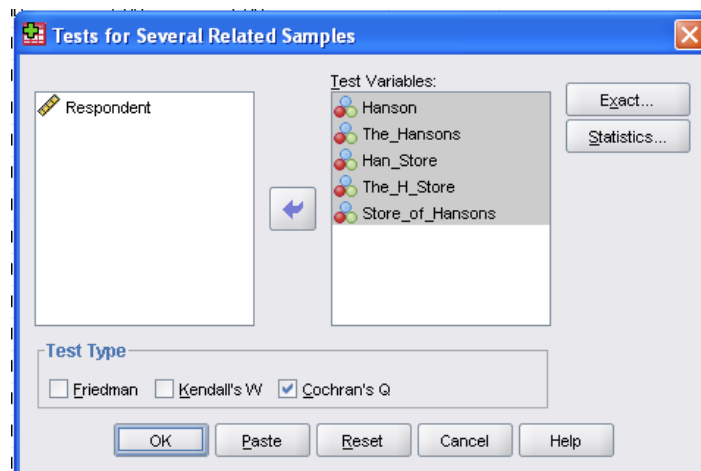 Tests for Several Related Samples
Test Variables:
Respondent
Hanson
The_Hansons
Han_Store
The_H_Store
Store_of_Hansons
Exact...
Statistics...
Test Type
Friedman Kendall's W Cochran's Q
OK Paste Reset Cancel Help